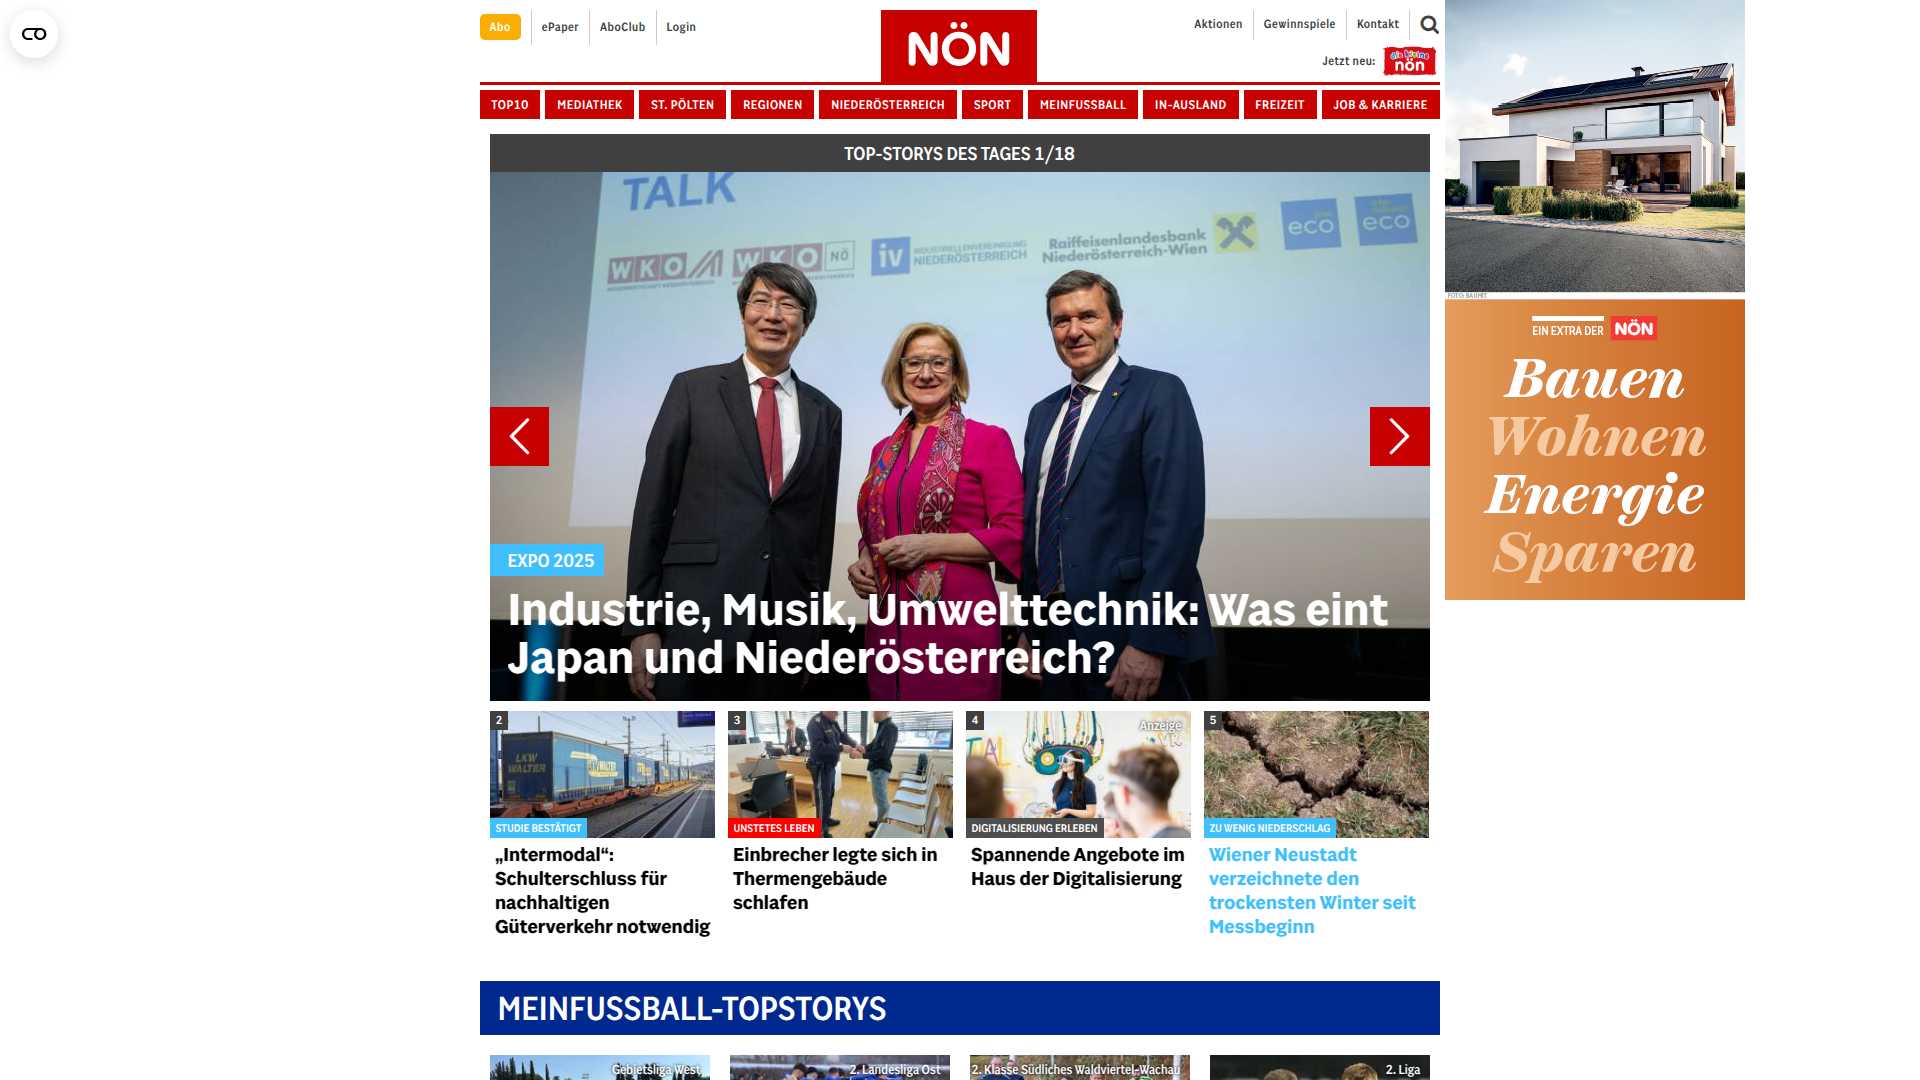 Abo
ePaper
AboClub
Login
NÖN
Aktionen
Gewinnspiele
Kontakt
Jetzt neu:
die kleine
nön
TOP10
MEDIATHEK
ST. PÖLTEN
REGIONEN
NIEDERÖSTERREICH
SPORT
MEINFUSSBALL
IN-AUSLAND
FREIZEIT
JOB & KARRIERE
TOP-STORYS DES TAGES 1/18
TALK
WKO
WKO NÖ
iv INDUSTRIELLENVEREINIGUNG
NIEDERÖSTERREICH
Raiffeisenlandesbank
Niederösterreich-Wien
eco
eco
EXPO 2025
Industrie, Musik, Umwelttechnik: Was eint
Japan und Niederösterreich?
FOTO: BAUMIT
EIN EXTRA DER NÖN
Bauen
Wohnen
Energie
Sparen
2
LKW
WALTER
STUDIE BESTÄTIGT
„Intermodal“:
Schulterschluss für
nachhaltigen
Güterverkehr notwendig
3
UNSTETES LEBEN
Einbrecher legte sich in
Thermengebäude
schlafen
4
Anzeige
DIGITALISIERUNG ERLEBEN
Spannende Angebote im
Haus der Digitalisierung
5
ZU WENIG NIEDERSCHLAG
Wiener Neustadt
verzeichnete den
trockensten Winter seit
Messbeginn
MEINFUSSBALL-TOPSTORYS
Gebietsliga West
2. Landesliga Ost
2. Klasse Südliches Waldviertel-Wachau
2. Liga